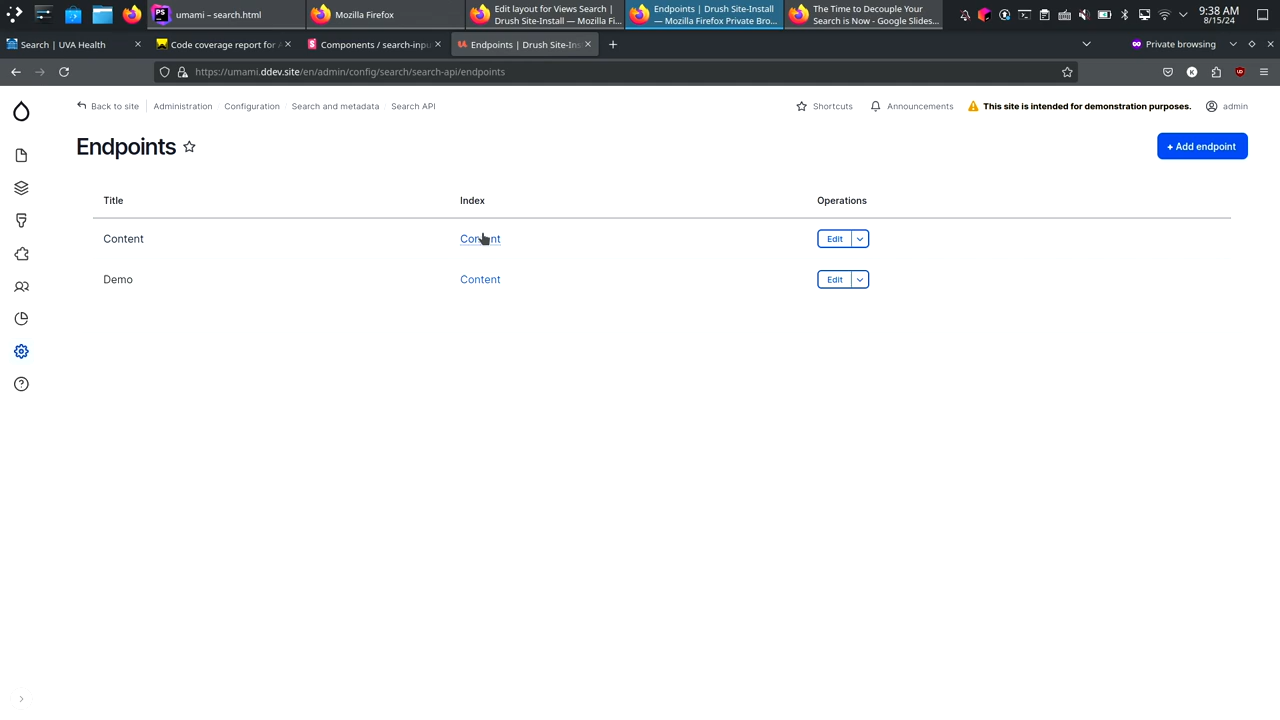 umami – search.html
Mozilla Firefox
Edit layout for Views Search |
Drush Site-Install — Mozilla Fi...
Endpoints | Drush Site-Install
— Mozilla Firefox Private Bro...
The Time to Decouple Your
Search is Now - Google Slides...
9:38 AM
8/15/24
Search | UVA Health
Code coverage report for
Components / search-inpu
Endpoints | Drush Site-Ins
Private browsing
https://umami.ddev.site/en/admin/config/search/search-api/endpoints
Back to site
Administration
Configuration
Search and metadata
Search API
Shortcuts
Announcements
This site is intended for demonstration purposes.
admin
Endpoints
+ Add endpoint
Title
Index
Operations
Content
Content
Edit
Demo
Content
Edit